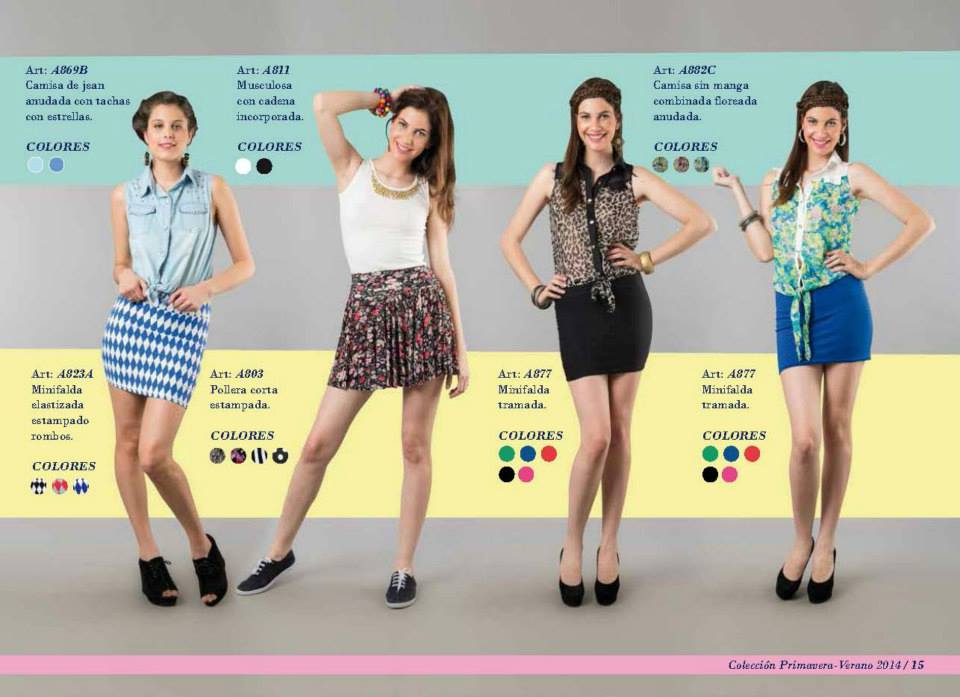 Art: A869B
Camisa de jean
anudada con tachas
con estrellas.
COLORES
Art: A811
Musculosa
con cadena
incorporada.
COLORES
Art: A882C
Camisa sin manga
combinada floreada
anudada.
COLORES
Art: A823A
Minifalda
elastizada
estampado
rombos.
COLORES
Art: A803
Pollera corta
estampada.
COLORES
Art: A877
Minifalda
tramada.
COLORES
Art: A877
Minifalda
tramada.
COLORES
Colección Primavera-Verano 2014 / 15